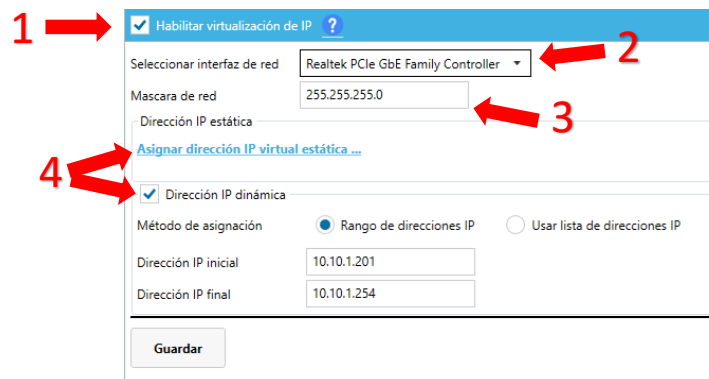 1
Habilitar virtualización de IP ?
2
Seleccionar interfaz de red Realtek PCIe GbE Family Controller
Mascara de red 255.255.255.0
3
Dirección IP estática
Asignar dirección IP virtual estática ...
4
Dirección IP dinámica
Método de asignación Rango de direcciones IP Usar lista de direcciones IP
Dirección IP inicial 10.10.1.201
Dirección IP final 10.10.1.254
Guardar